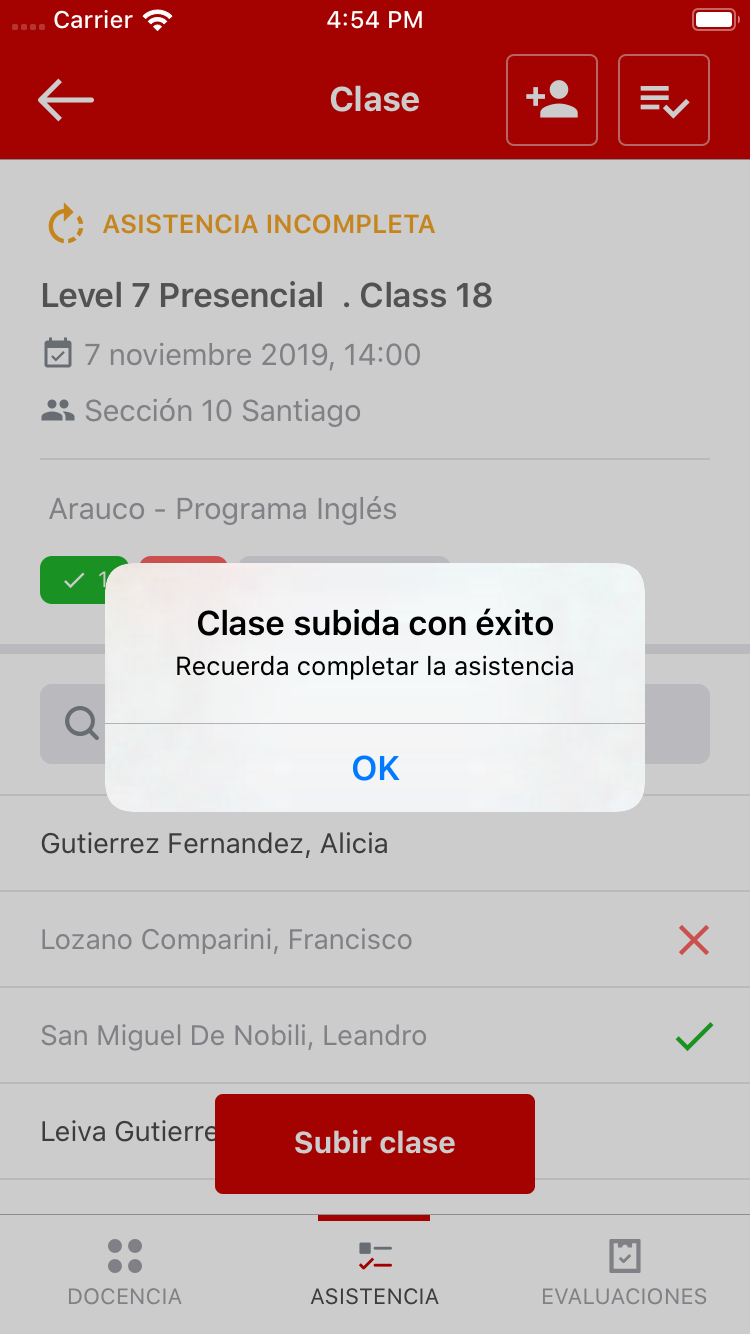 Carrier 4:54 PM
Clase
ASISTENCIA INCOMPLETA
Level 7 Presencial . Class 18
7 noviembre 2019, 14:00
Sección 10 Santiago
Arauco - Programa Inglés
1
Clase subida con éxito
Recuerda completar la asistencia
OK
Gutierrez Fernandez, Alicia
Lozano Comparini, Francisco
San Miguel De Nobili, Leandro
Leiva Gutierre
Subir clase
DOCENCIA ASISTENCIA EVALUACIONES